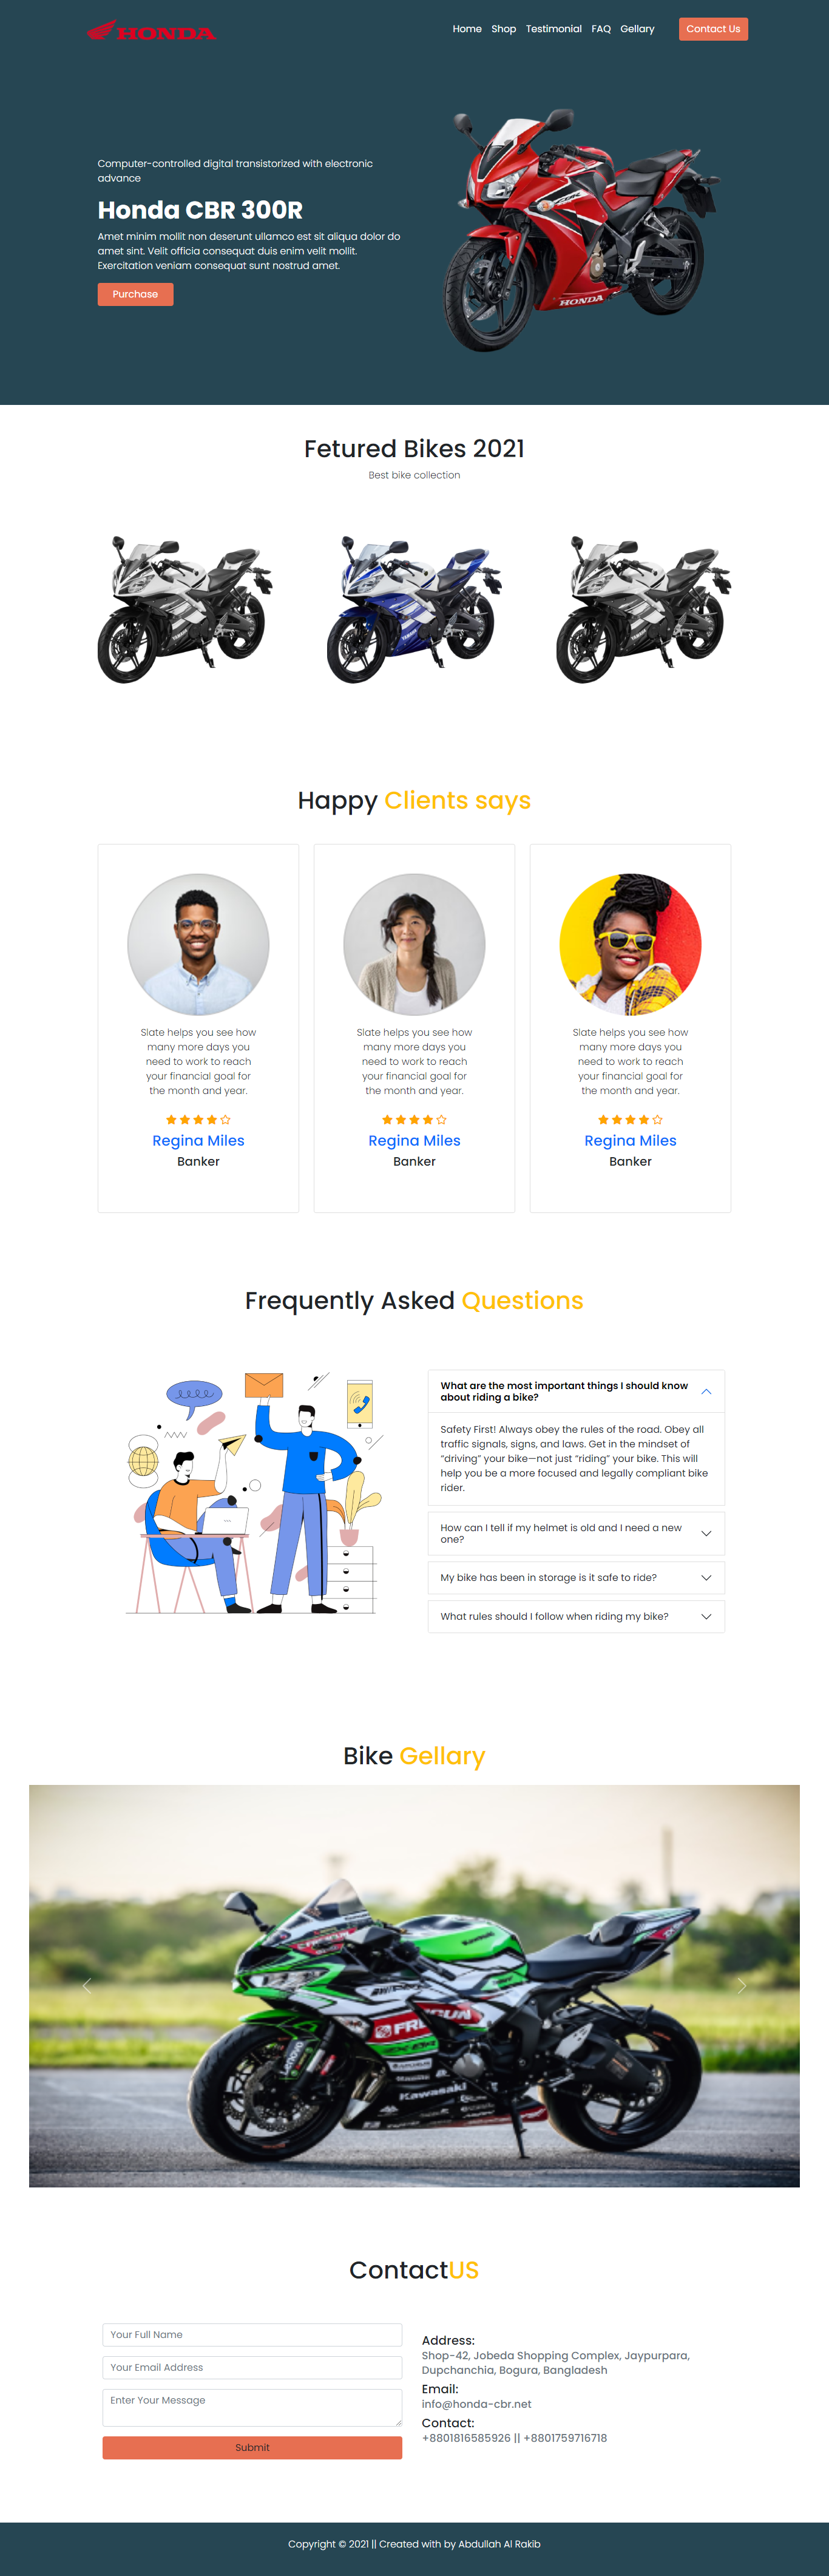 HONDA
Home Shop Testimonial FAQ Gellary Contact Us
Computer-controlled digital transistorized with electronic
advance
Honda CBR 300R
Amet minim mollit non deserunt ullamco est sit aliqua dolor do
amet sint. Velit officia consequat duis enim velit mollit.
Exercitation veniam consequat sunt nostrud amet.
Purchase
HONDA
Fetured Bikes 2021
Best bike collection
Happy Clients says
Slate helps you see how
many more days you
need to work to reach
your financial goal for
the month and year.
Regina Miles
Banker
Slate helps you see how
many more days you
need to work to reach
your financial goal for
the month and year.
Regina Miles
Banker
Slate helps you see how
many more days you
need to work to reach
your financial goal for
the month and year.
Regina Miles
Banker
Frequently Asked Questions
What are the most important things I should know
about riding a bike?
Safety First! Always obey the rules of the road. Obey all
traffic signals, signs, and laws. Get in the mindset of
“driving” your bike—not just “riding” your bike. This will
help you be a more focused and legally compliant bike
rider.
How can I tell if my helmet is old and I need a new
one?
My bike has been in storage is it safe to ride?
What rules should I follow when riding my bike?
Bike Gellary
Kawasaki
ContactUS
Your Full Name
Your Email Address
Enter Your Message
Submit
Address:
Shop-42, Jobeda Shopping Complex, Jaypurpara,
Dupchanchia, Bogura, Bangladesh
Email:
info@honda-cbr.net
Contact:
+8801816585926 || +8801759716718
Copyright © 2021 || Created with by Abdullah Al Rakib